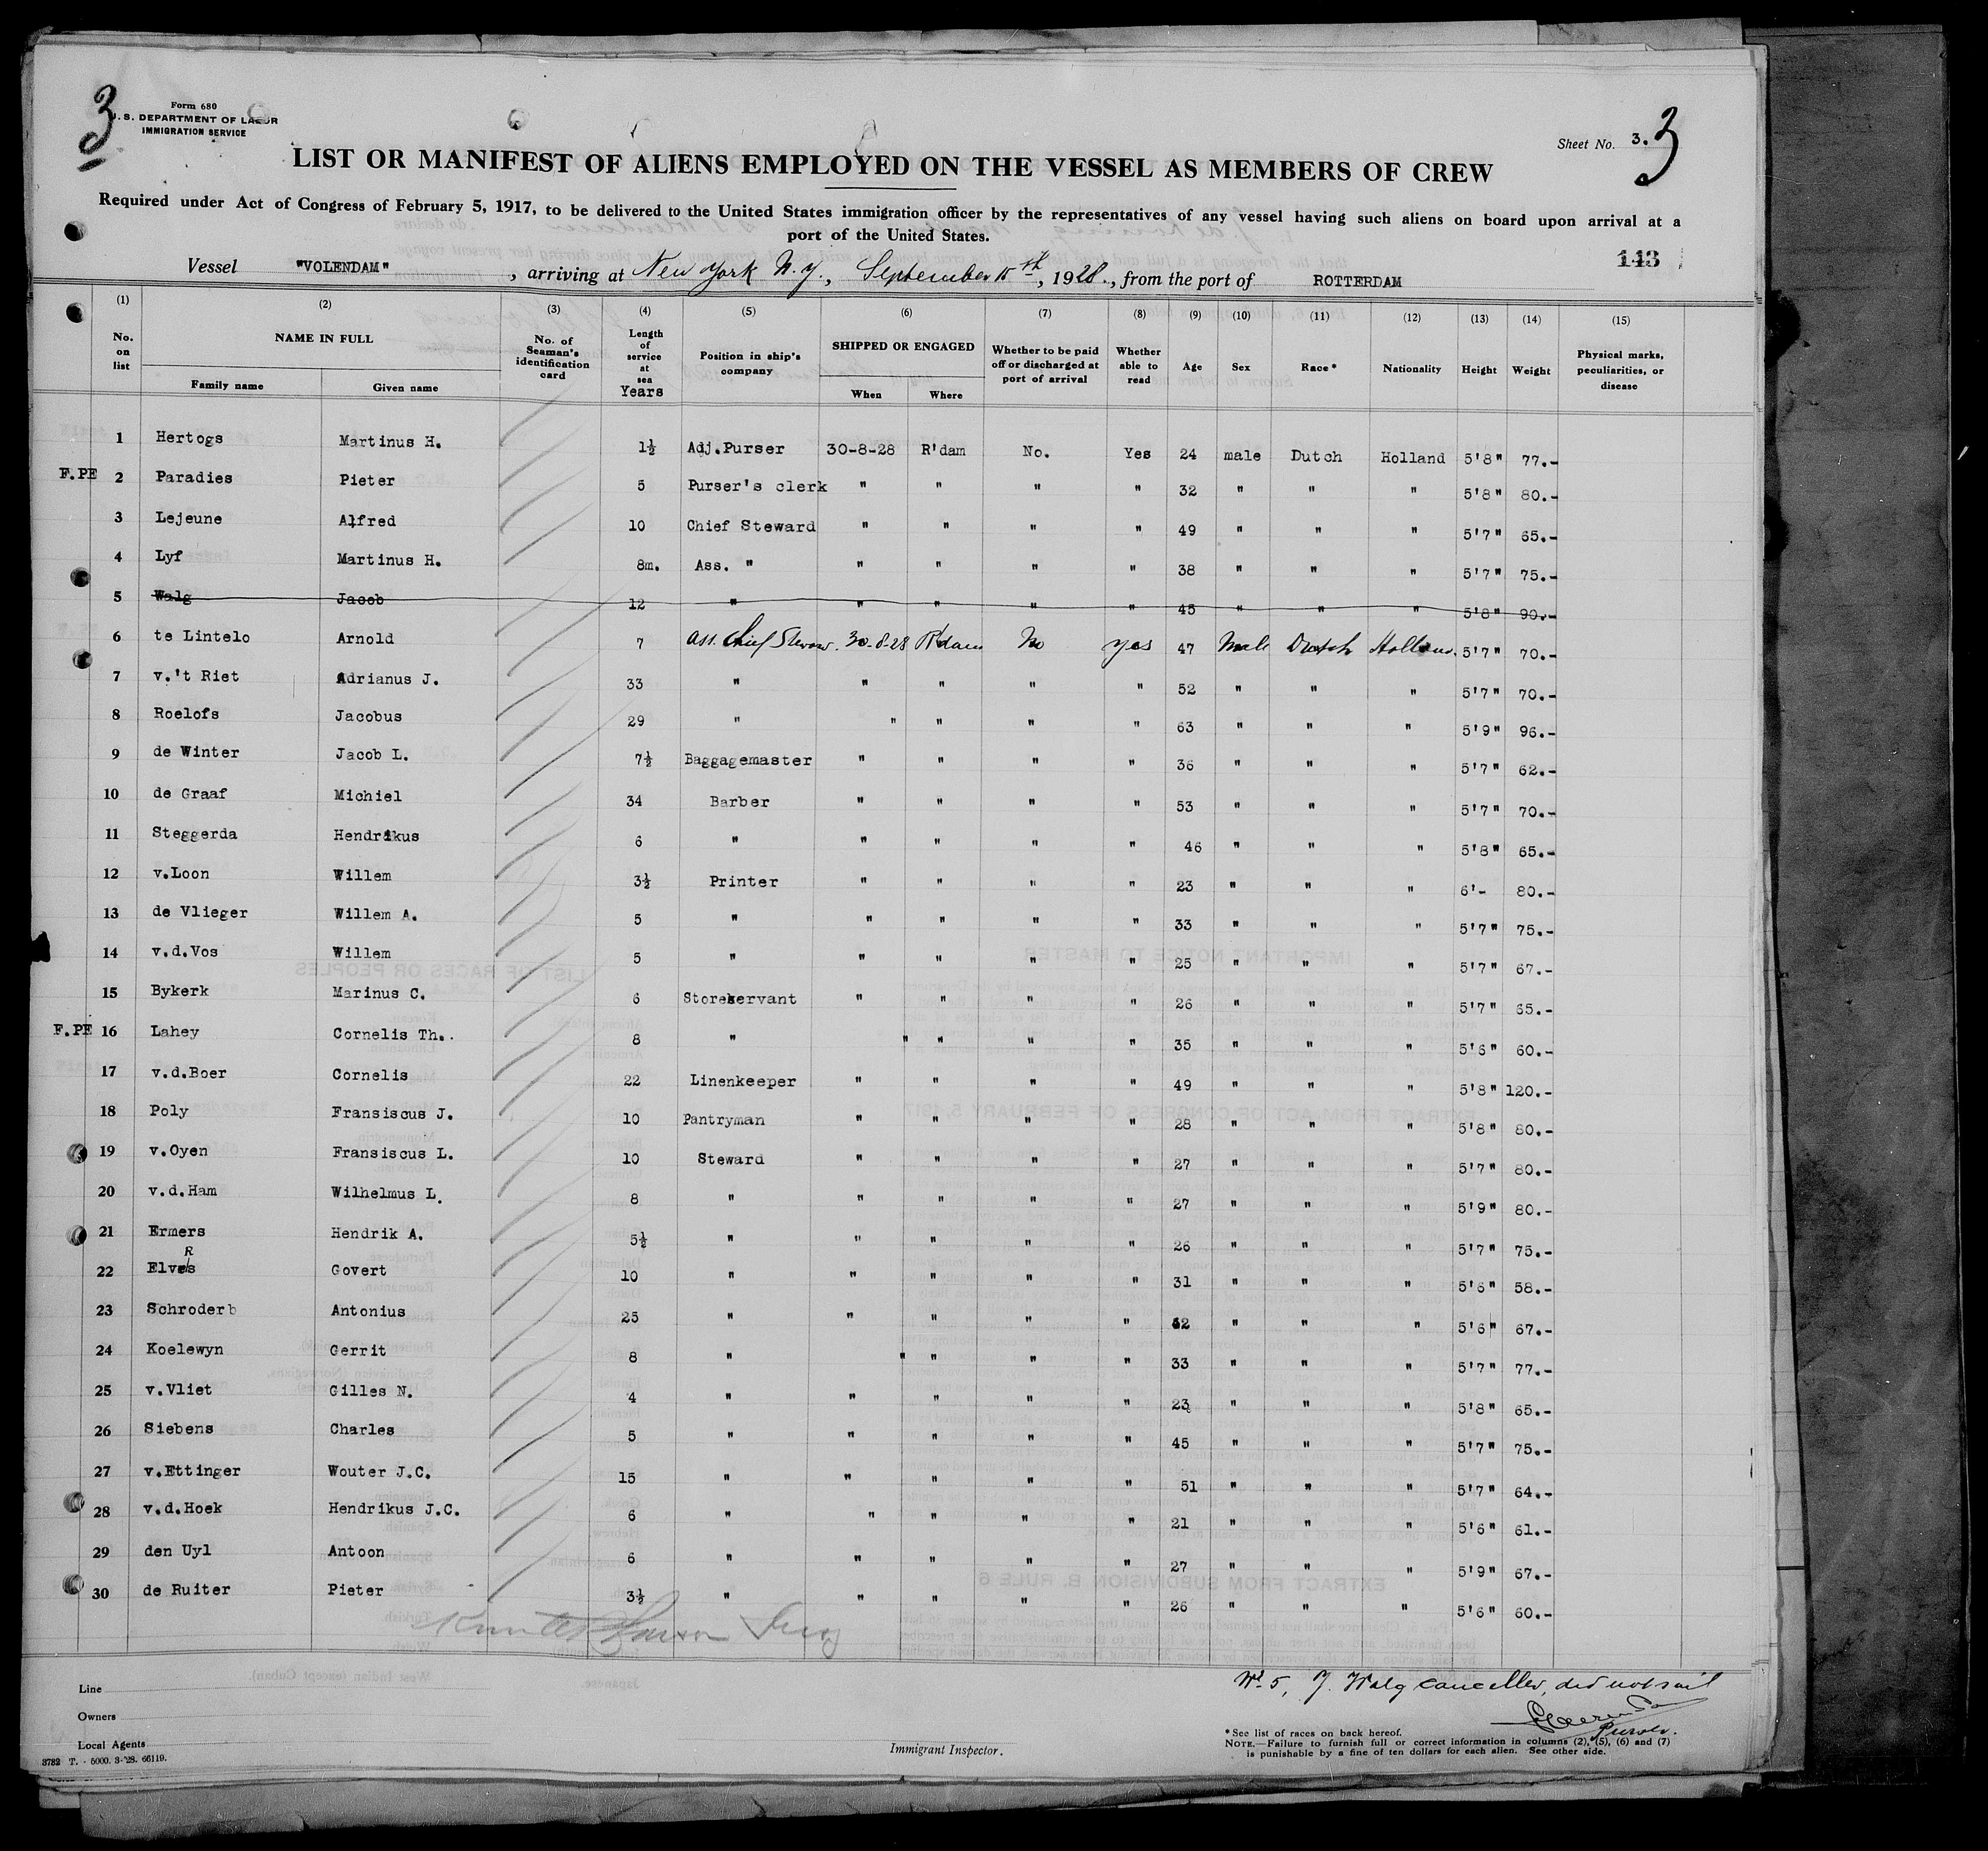 3
Form 680
U. S. DEPARTMENT OF LABOR
IMMIGRATION SERVICE
Sheet No. 3. 3
LIST OR MANIFEST OF ALIENS EMPLOYED ON THE VESSEL AS MEMBERS OF CREW
Required under Act of Congress of February 5, 1917, to be delivered to the United States immigration officer by the representatives of any vessel having such aliens on board upon arrival at a
port of the United States.
143
Vessel "VOLENDAM", arriving at New York N.Y., September 15th, 1928., from the port of ROTTERDAM
(1) (2) (3) (4) (5) (6) (7) (8) (9) (10) (11) (12) (13) (14) (15)
No. on list NAME IN FULL Family name Given name No. of Seaman's identification card Length of service at sea Years Position in ship's company SHIPPED OR ENGAGED When Where Whether to be paid off or discharged at port of arrival Whether able to read Age Sex Race* Nationality Height Weight Physical marks, peculiarities, or disease
1 Hertogs Martinus H. 1½ Adj.Purser 30-8-28 R'dam No. Yes 24 male Dutch Holland 5'8" 77.-
F.PE 2 Paradies Pieter 5 Purser's clerk " " " " 32 " " " 5'8" 80.-
3 Lejeune Alfred 10 Chief Steward " " " " 49 " " " 5'7" 65.-
4 Lyf Martinus H. 8m. Ass. " " " " " 38 " " " 5'7" 75.-
5 Walg Jacob 12 " " " " " 45 " " " 5'8" 90.-
6 te Lintelo Arnold 7 Ass. Chief Steward. 30-8-28 R'dam No yes 47 Male Dutch Holland. 5'7" 70.-
7 v.'t Riet Adrianus J. 33 " " " " " 52 " " " 5'7" 70.-
8 Roelofs Jacobus 29 " " " " " 63 " " " 5'9" 96.-
9 de Winter Jacob L. 7½ Baggagemaster " " " " 36 " " " 5'7" 62.-
10 de Graaf Michiel 34 Barber " " " " 53 " " " 5'7" 70.-
11 Steggerda Hendrikus 6 " " " " " 46 " " " 5'8" 65.-
12 v.Loon Willem 3½ Printer " " " " 23 " " " 6'- 80.-
13 de Vlieger Willem A. 5 " " " " " 33 " " " 5'7" 75.-
14 v.d.Vos Willem 5 " " " " " 25 " " " 5'7" 67.-
15 Bykerk Marinus C. 6 Storeservant " " " " 26 " " " 5'7" 65.-
F.PE 16 Lahey Cornelis Th.. 8 " " " " " 35 " " " 5'6" 60.-
17 v.d.Boer Cornelis 22 Linenkeeper " " " " 49 " " " 5'8" 120.-
18 Poly Fransiscus J. 10 Pantryman " " " " 28 " " " 5'8" 80.-
19 v.Oyen Fransiscus L. 10 Steward " " " " 27 " " " 5'7" 80.-
20 v.d.Ham Wilhelmus L. 8 " " " " " 27 " " " 5'9" 80.-
21 Ermers Hendrik A. 5½ " " " " " 26 " " " 5'7" 75.-
R
22 Elves Govert 10 " " " " " 31 " " " 5'6" 58.-
23 Schroderb Antonius 25 " " " " " 42 " " " 5'6" 67.-
24 Koelewyn Gerrit 8 " " " " " 33 " " " 5'7" 77.-
25 v.Vliet Gilles N. 4 " " " " " 23 " " " 5'8" 65.-
26 Siebens Charles 5 " " " " " 45 " " " 5'7" 75.-
27 v.Ettinger Wouter J.C. 15 " " " " " 51 " " " 5'7" 64.-
28 v.d.Hoek Hendrikus J.C. 6 " " " " " 21 " " " 5'6" 61.-
29 den Uyl Antoon 6 " " " " " 27 " " " 5'9" 67.-
30 de Ruiter Pieter 3½ " " " " " 26 " " " 5'6" 60.-
No. 5, J. Walg cancelled, did not sail
Purser.
Line
Owners
Local Agents
Immigrant Inspector.
*See list of races on back hereof.
NOTE.—Failure to furnish full or correct information in columns (2), (5), (6) and (7)
is punishable by a fine of ten dollars for each alien. See other side.
3782 T. - 5000. 3-'28. 66119.